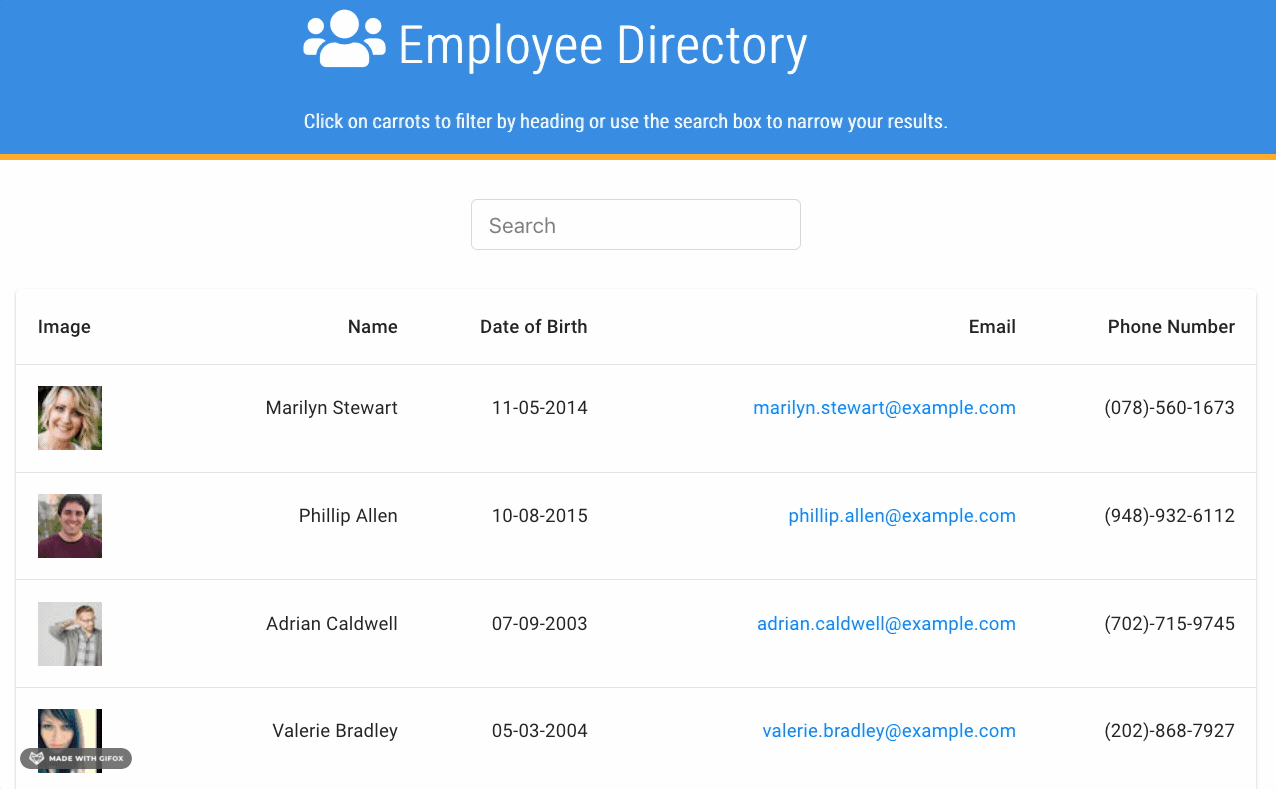 Employee Directory
Click on carrots to filter by heading or use the search box to narrow your results.
Search
Image Name Date of Birth Email Phone Number
Marilyn Stewart 11-05-2014 marilyn.stewart@example.com (078)-560-1673
Phillip Allen 10-08-2015 phillip.allen@example.com (948)-932-6112
Adrian Caldwell 07-09-2003 adrian.caldwell@example.com (702)-715-9745
Valerie Bradley 05-03-2004 valerie.bradley@example.com (202)-868-7927
MADE WITH GIFOX